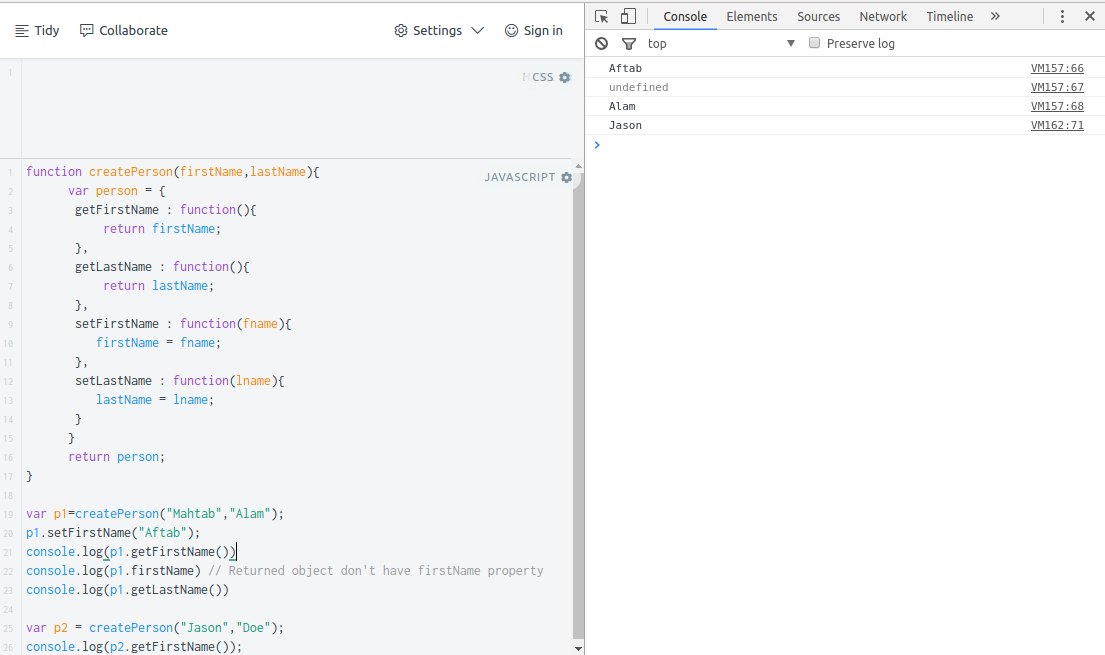 Tidy Collaborate Settings Sign in
1 CSS
1 function createPerson(firstName,lastName){
JAVASCRIPT
2 var person = {
3 getFirstName : function(){
4 return firstName;
5 },
6 getLastName : function(){
7 return lastName;
8 },
9 setFirstName : function(fname){
10 firstName = fname;
11 },
12 setLastName : function(lname){
13 lastName = lname;
14 }
15 }
16 return person;
17 }
18
19 var p1=createPerson("Mahtab","Alam");
20 p1.setFirstName("Aftab");
21 console.log(p1.getFirstName())
22 console.log(p1.firstName) // Returned object don't have firstName property
23 console.log(p1.getLastName())
24
25 var p2 = createPerson("Jason","Doe");
26 console.log(p2.getFirstName());
Console Elements Sources Network Timeline »
top Preserve log
Aftab VM157:66
undefined VM157:67
Alam VM157:68
Jason VM162:71
>